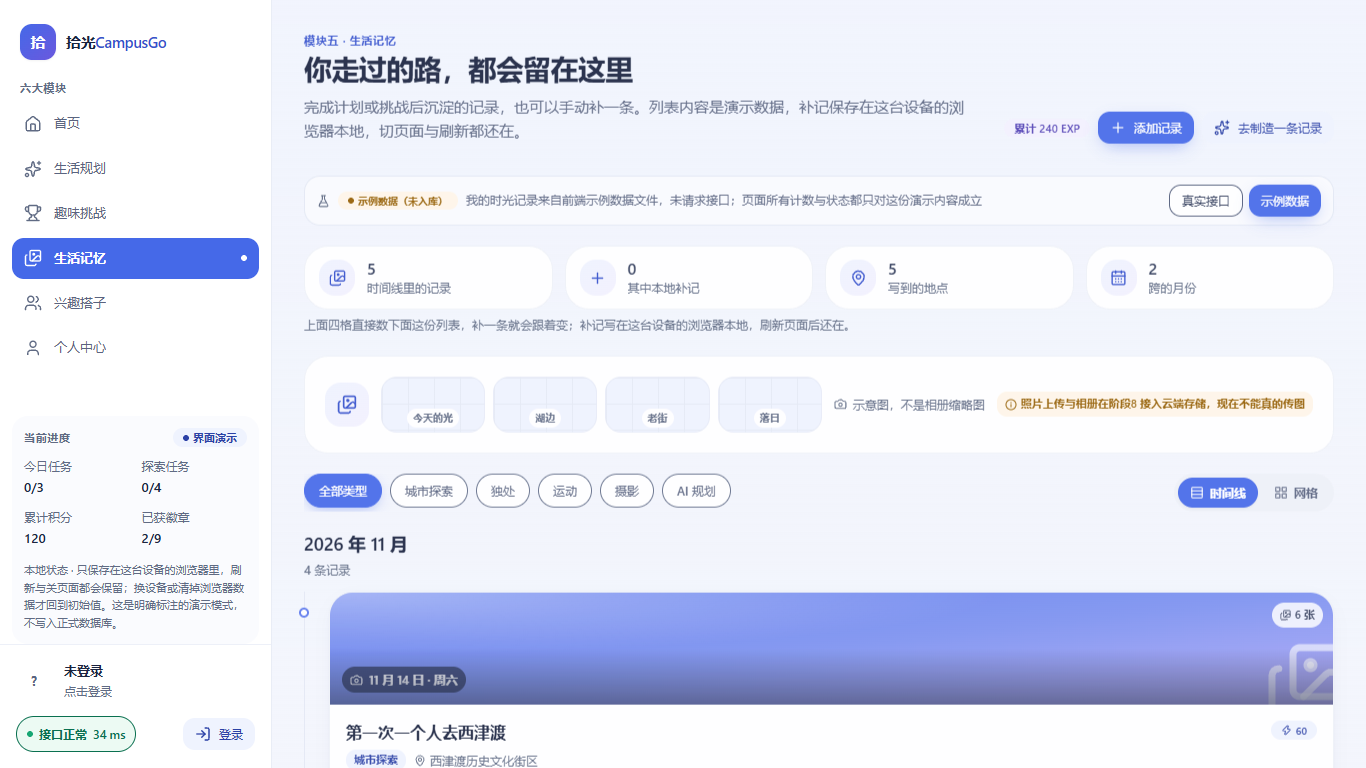 拾 拾光CampusGo
六大模块
首页
生活规划
趣味挑战
生活记忆
兴趣搭子
个人中心
当前进度 界面演示
今日任务 探索任务
0/3 0/4
累计积分 已获徽章
120 2/9
本地状态 · 只保存在这台设备的浏览器里，刷
新与关页面都会保留；换设备或清掉浏览器数
据才回到初始值。这是明确标注的演示模式，
不写入正式数据库。
? 未登录
点击登录
接口正常 34 ms 登录
模块五 · 生活记忆
你走过的路，都会留在这里
完成计划或挑战后沉淀的记录，也可以手动补一条。列表内容是演示数据，补记保存在这台设备的浏
览器本地，切页面与刷新都还在。
累计 240 EXP 添加记录 去制造一条记录
示例数据（未入库） 我的时光记录来自前端示例数据文件，未请求接口；页面所有计数与状态都只对这份演示内容成立 真实接口 示例数据
5 0 5 2
时间线里的记录 其中本地补记 写到的地点 跨的月份
上面四格直接数下面这份列表，补一条就会跟着变；补记写在这台设备的浏览器本地，刷新页面后还在。
今天的光 湖边 老街 落日 示意图，不是相册缩略图 照片上传与相册在阶段8 接入云端存储，现在不能真的传图
全部类型 城市探索 独处 运动 摄影 AI 规划 时间线 网格
2026 年 11 月
4 条记录
6 张
11 月 14 日 · 周六
第一次一个人去西津渡 60
城市探索 西津渡历史文化街区